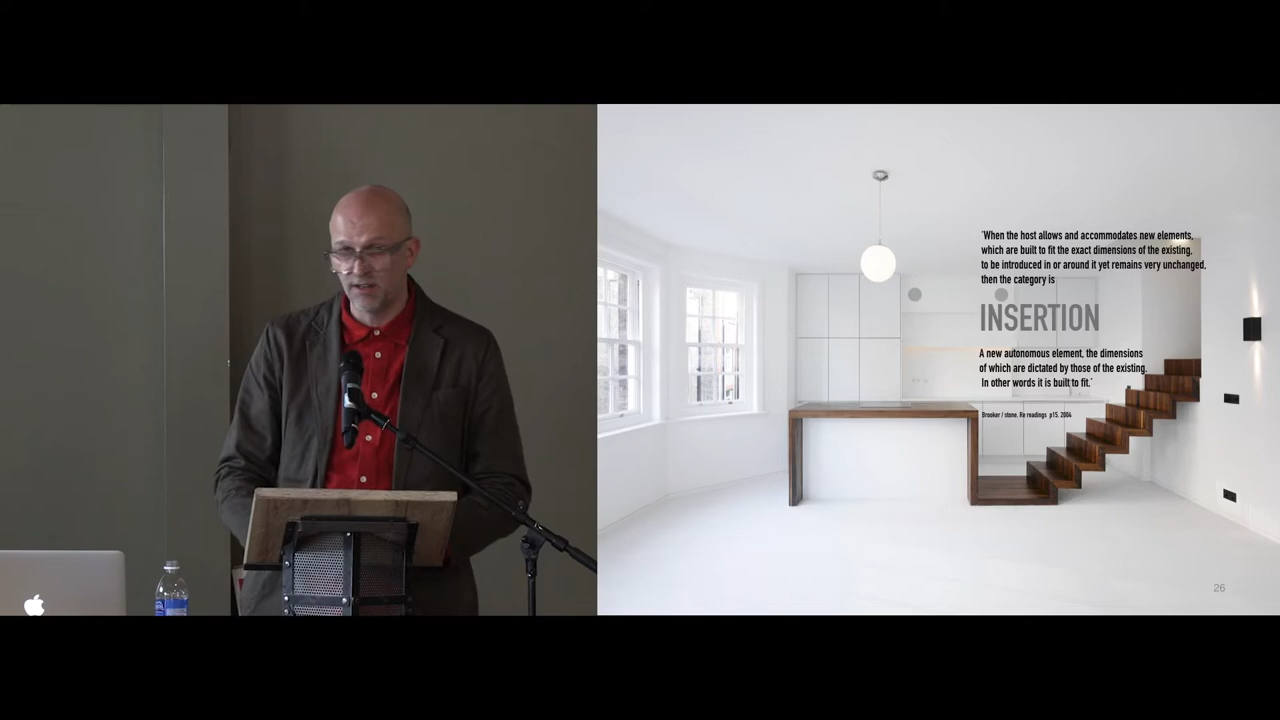 'When the host allows and accommodates new elements,
which are built to fit the exact dimensions of the existing,
to be introduced in or around it yet remains very unchanged,
then the category is
INSERTION
A new autonomous element, the dimensions
of which are dictated by those of the existing.
In other words it is built to fit.'
Brooker / stone. Re readings p15. 2004
26